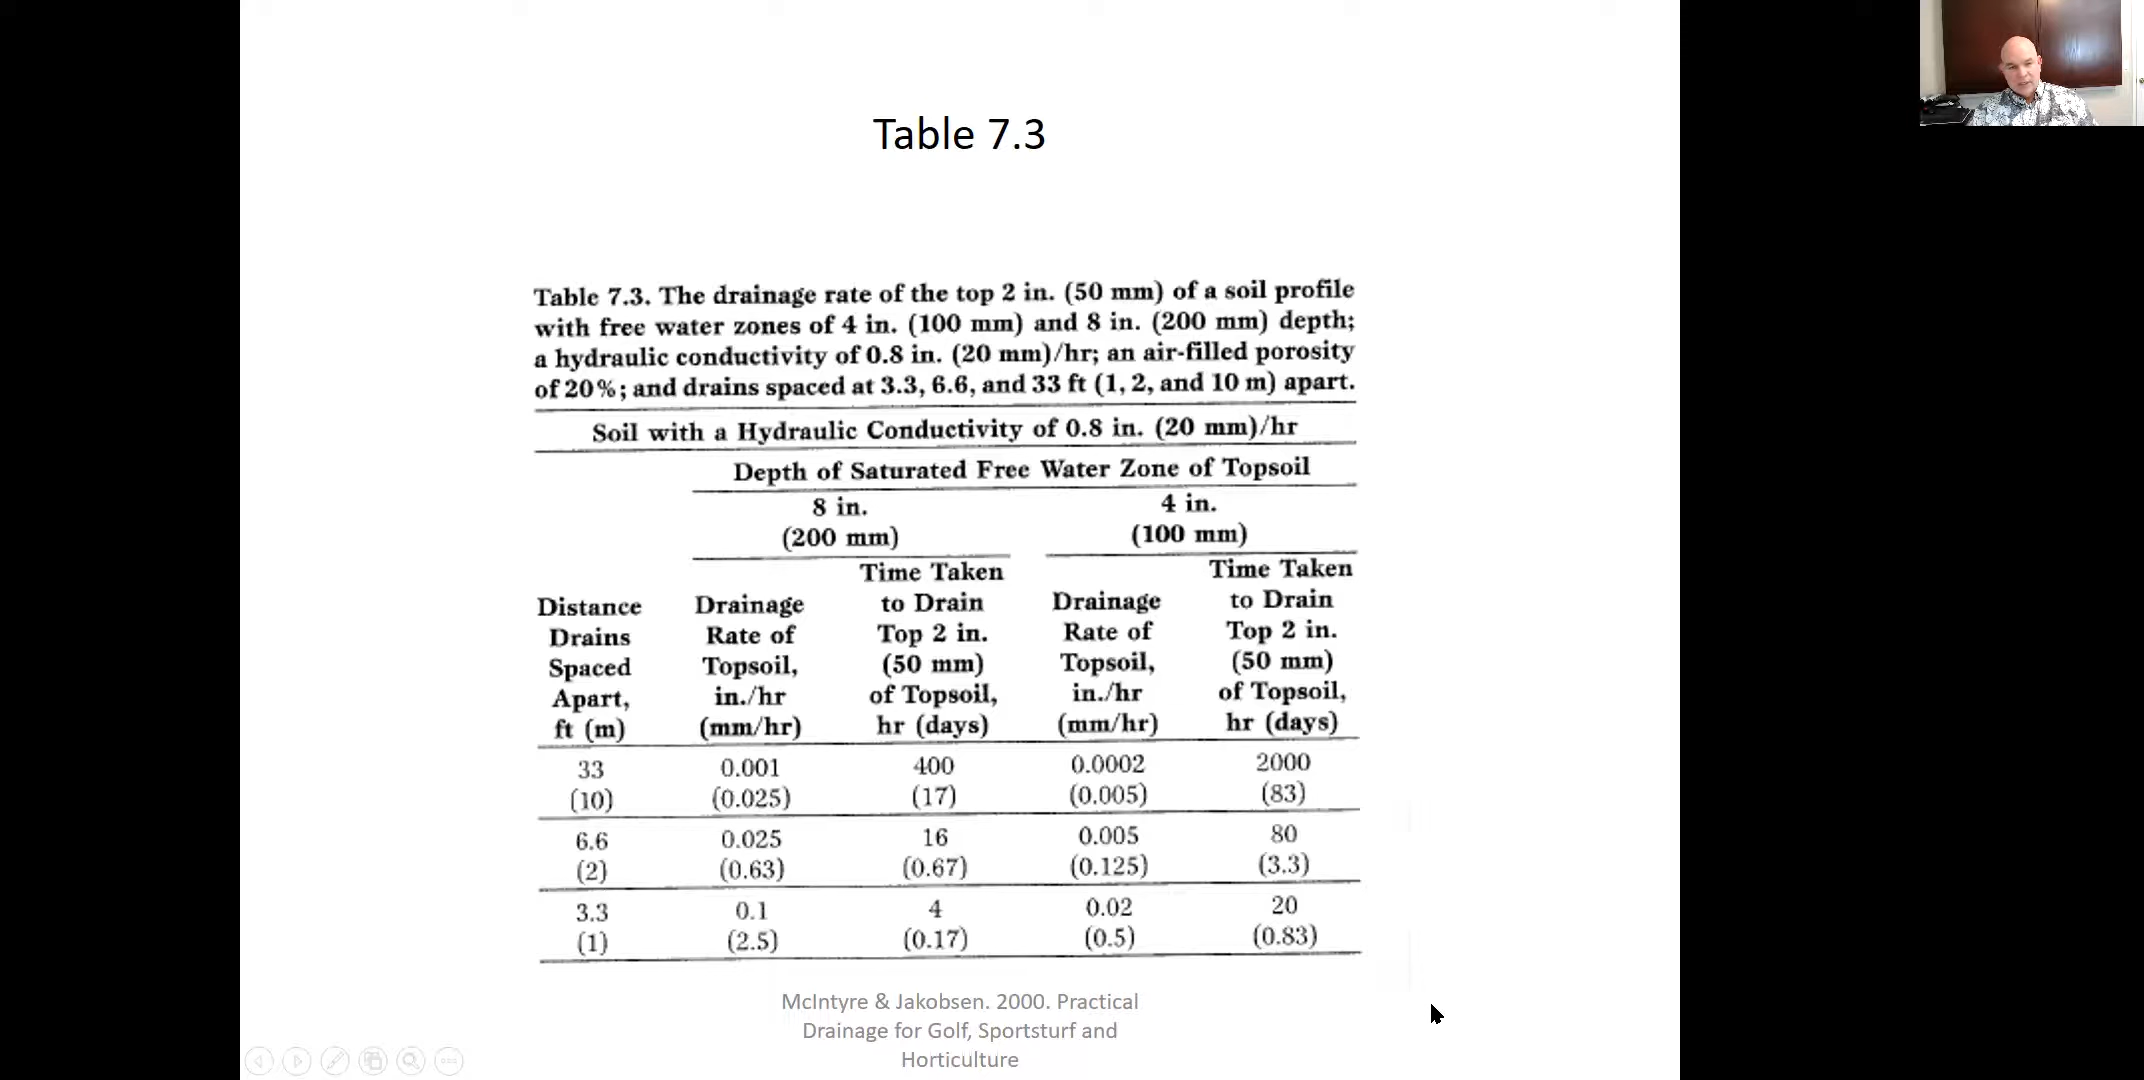 Table 7.3
Table 7.3. The drainage rate of the top 2 in. (50 mm) of a soil profile
with free water zones of 4 in. (100 mm) and 8 in. (200 mm) depth;
a hydraulic conductivity of 0.8 in. (20 mm)/hr; an air-filled porosity
of 20%; and drains spaced at 3.3, 6.6, and 33 ft (1, 2, and 10 m) apart.
Soil with a Hydraulic Conductivity of 0.8 in. (20 mm)/hr
Depth of Saturated Free Water Zone of Topsoil
8 in. 4 in.
(200 mm) (100 mm)
Time Taken Time Taken
Distance Drainage to Drain Drainage to Drain
Drains Rate of Top 2 in. Rate of Top 2 in.
Spaced Topsoil, (50 mm) Topsoil, (50 mm)
Apart, in./hr of Topsoil, in./hr of Topsoil,
ft (m) (mm/hr) hr (days) (mm/hr) hr (days)
33 0.001 400 0.0002 2000
(10) (0.025) (17) (0.005) (83)
6.6 0.025 16 0.005 80
(2) (0.63) (0.67) (0.125) (3.3)
3.3 0.1 4 0.02 20
(1) (2.5) (0.17) (0.5) (0.83)
McIntyre & Jakobsen. 2000. Practical
Drainage for Golf, Sportsturf and
Horticulture